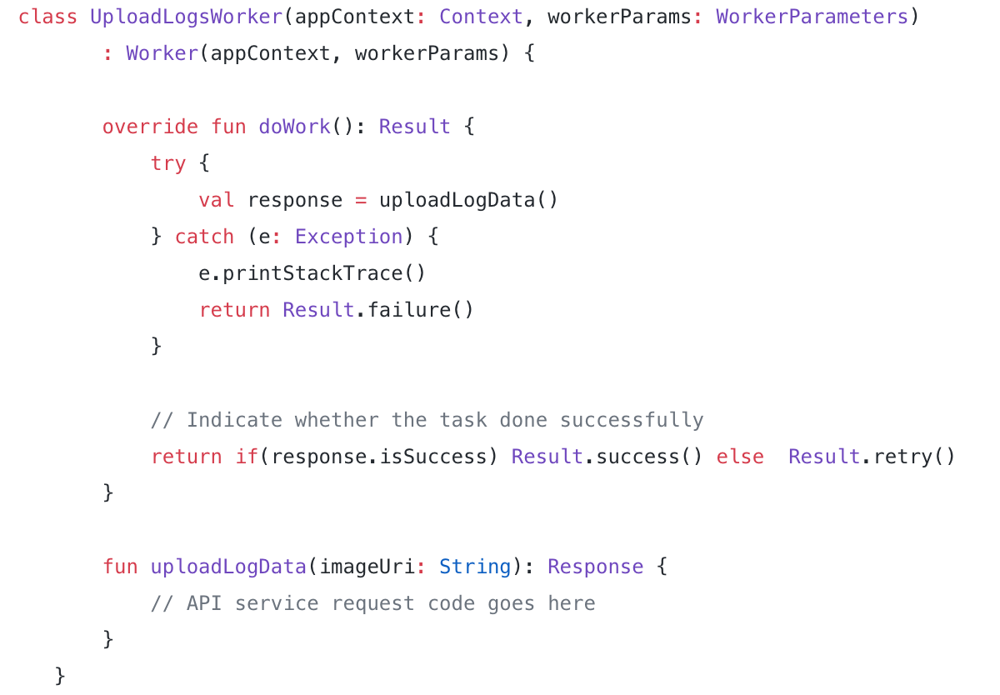 class UploadLogsWorker(appContext: Context, workerParams: WorkerParameters)
: Worker(appContext, workerParams) {
override fun doWork(): Result {
try {
val response = uploadLogData()
} catch (e: Exception) {
e.printStackTrace()
return Result.failure()
}
// Indicate whether the task done successfully
return if(response.isSuccess) Result.success() else  Result.retry()
}
fun uploadLogData(imageUri: String): Response {
// API service request code goes here
}
}